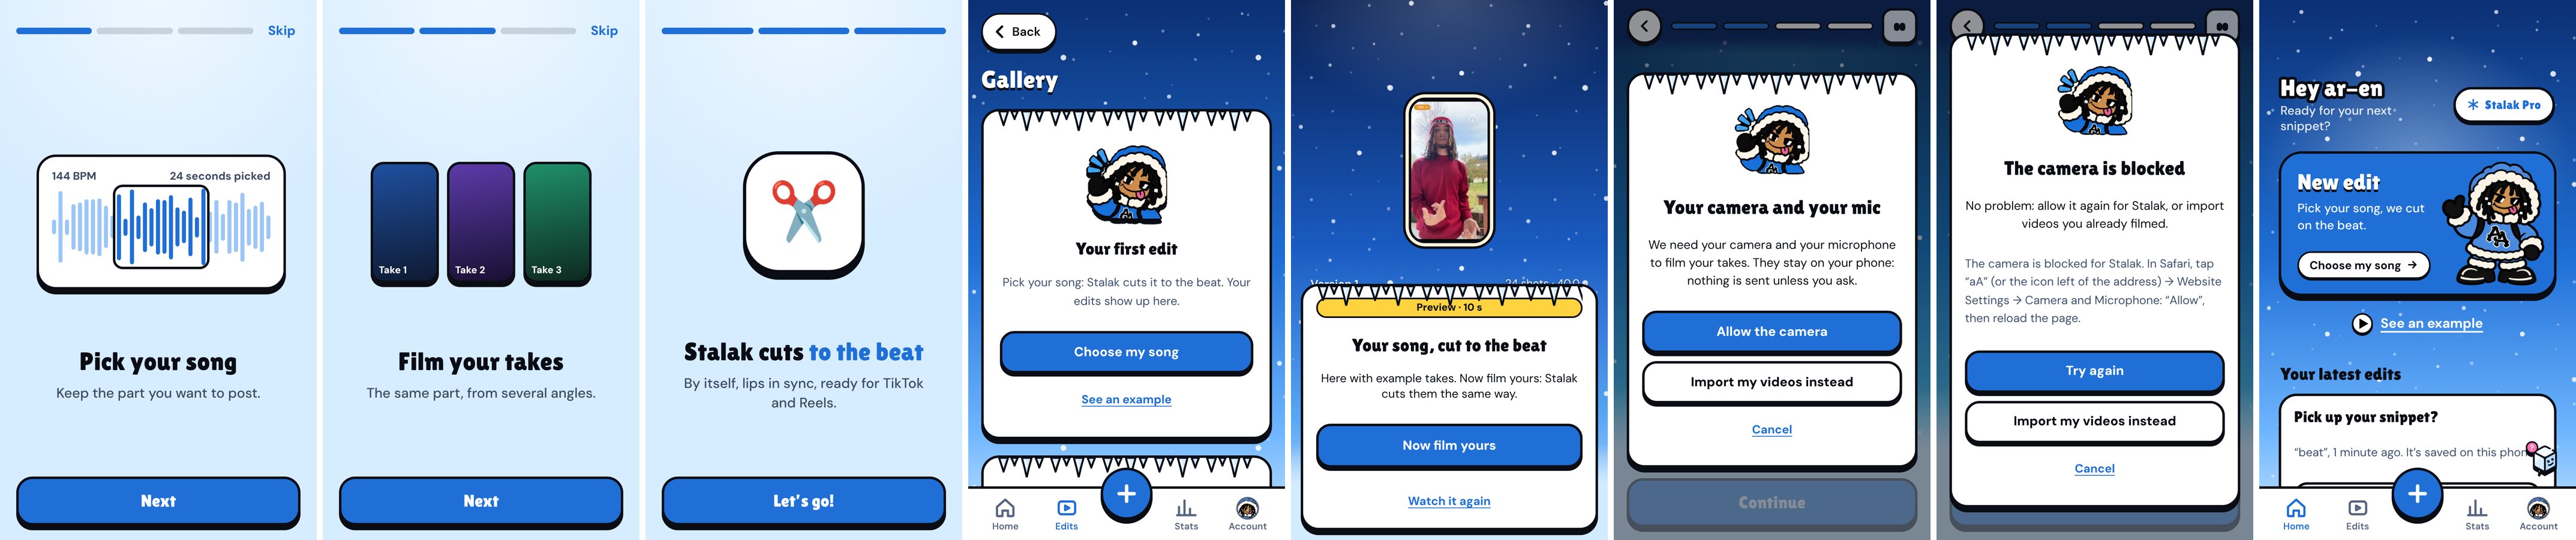 Skip
144 BPM
24 seconds picked
Pick your song
Keep the part you want to post.
Next
Skip
Take 1
Take 2
Take 3
Film your takes
The same part, from several angles.
Next
Stalak cuts to the beat
By itself, lips in sync, ready for TikTok
and Reels.
Let's go!
Back
Gallery
Your first edit
Pick your song: Stalak cuts it to the beat. Your
edits show up here.
Choose my song
See an example
Home
Edits
Stats
Account
Preview · 10 s
Your song, cut to the beat
Here with example takes. Now film yours: Stalak
cuts them the same way.
Now film yours
Watch it again
Your camera and your mic
We need your camera and your microphone
to film your takes. They stay on your phone:
nothing is sent unless you ask.
Allow the camera
Import my videos instead
Cancel
Continue
The camera is blocked
No problem: allow it again for Stalak, or import
videos you already filmed.
The camera is blocked for Stalak. In Safari, tap
“aA” (or the icon left of the address) → Website
Settings → Camera and Microphone: “Allow”,
then reload the page.
Try again
Import my videos instead
Cancel
Hey ar-en
Ready for your next
snippet?
Stalak Pro
New edit
Pick your song, we cut
on the beat.
Choose my song →
See an example
Your latest edits
Pick up your snippet?
“beat”, 1 minute ago. It's saved on this
Home
Edits
Stats
Account